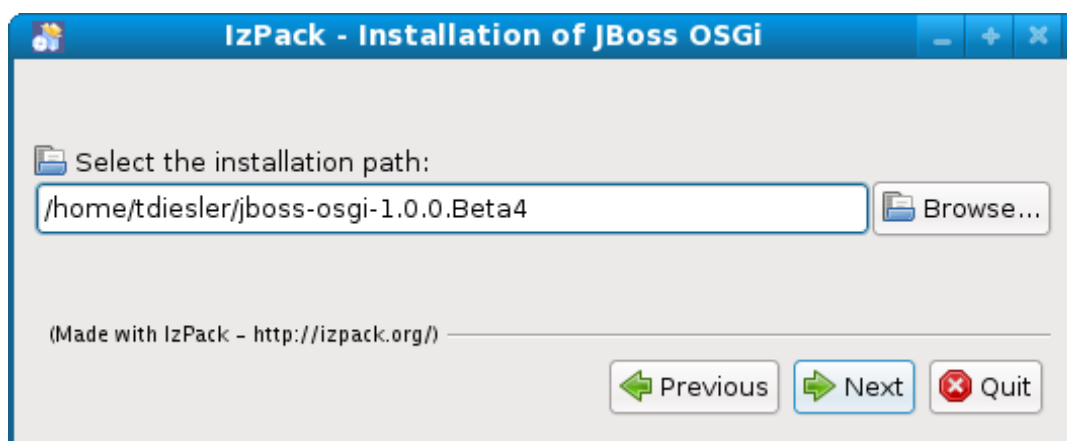 IzPack - Installation of JBoss OSGi
Select the installation path:
/home/tdiesler/jboss-osgi-1.0.0.Beta4
Browse...
(Made with IzPack - http://izpack.org/)
Previous
Next
Quit